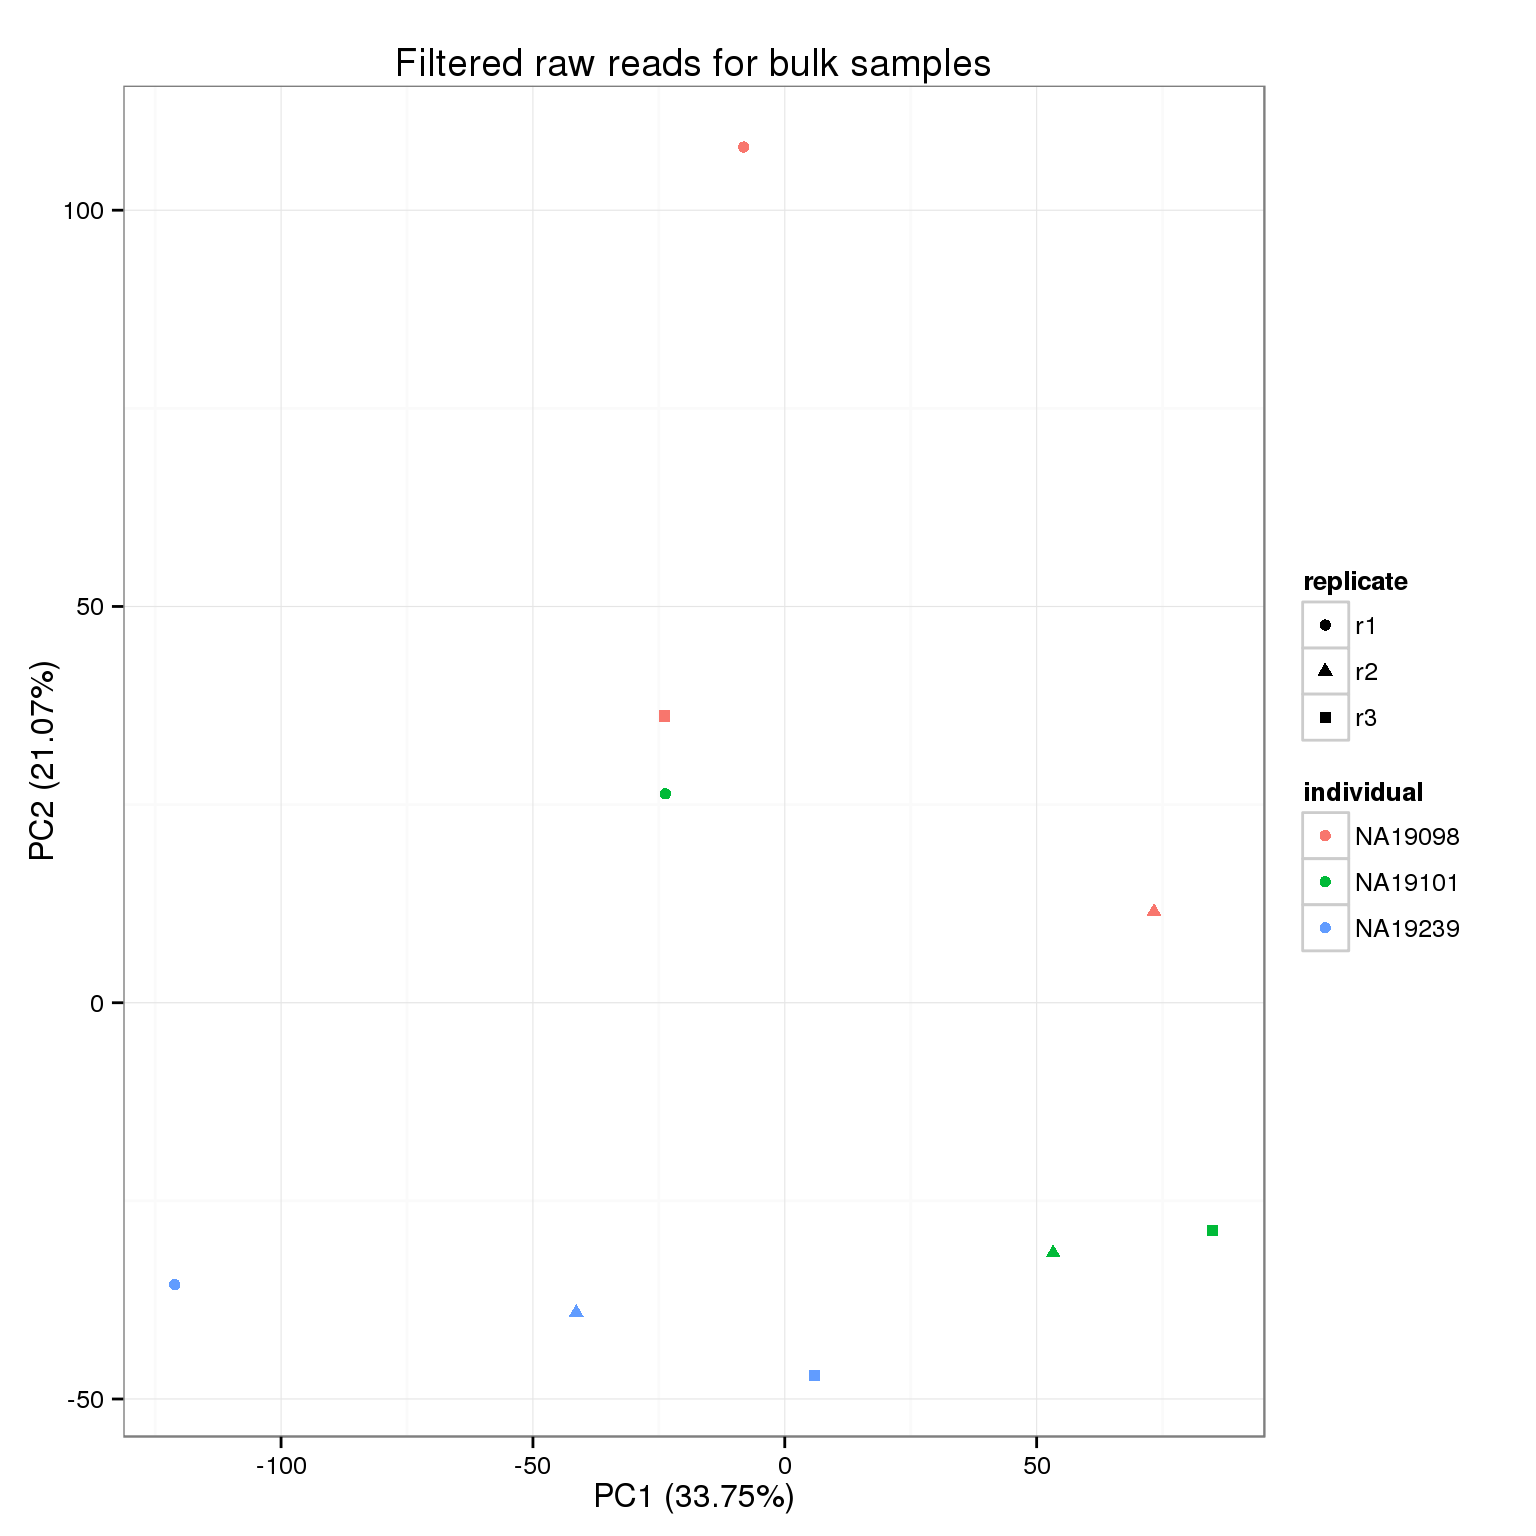 Filtered raw reads for bulk samples
100
50
0
-50
PC2 (21.07%)
-100
-50
0
50
PC1 (33.75%)
replicate
r1
r2
r3
individual
NA19098
NA19101
NA19239